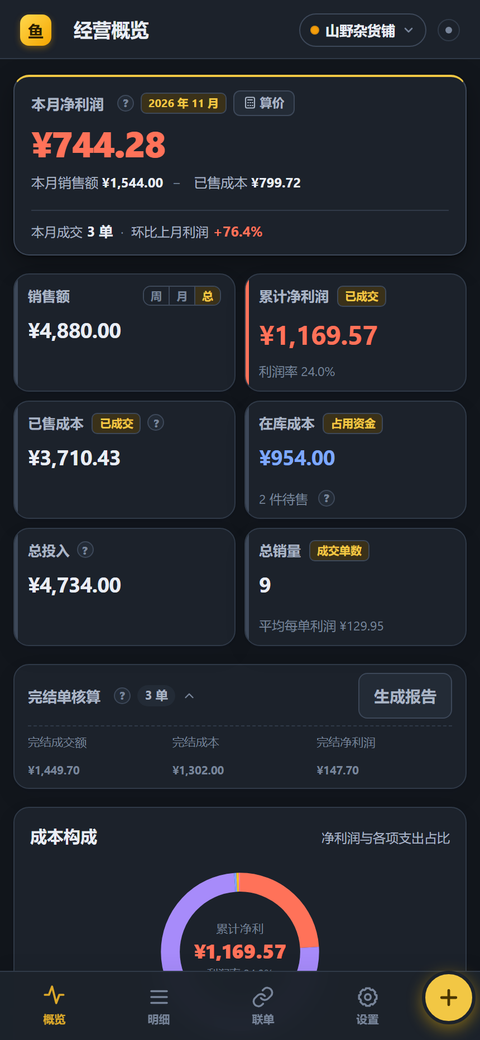 鱼 经营概览 山野杂货铺
本月净利润 ? 2026 年 11 月 算价
¥744.28
本月销售额 ¥1,544.00 – 已售成本 ¥799.72
本月成交 3 单 · 环比上月利润 +76.4%
销售额 周 月 总
¥4,880.00
累计净利润 已成交
¥1,169.57
利润率 24.0%
已售成本 已成交 ?
¥3,710.43
在库成本 占用资金
¥954.00
2 件待售 ?
总投入 ?
¥4,734.00
总销量 成交单数
9
平均每单利润 ¥129.95
完结单核算 ? 3 单 生成报告
完结成交额 完结成本 完结净利润
¥1,449.70 ¥1,302.00 ¥147.70
成本构成 净利润与各项支出占比
累计净利
¥1,169.57
概览 明细 联单 设置